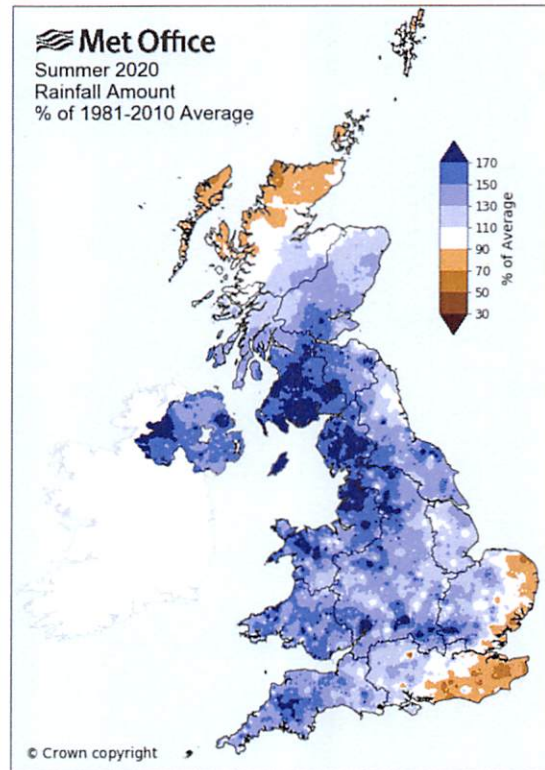 Met Office
Summer 2020
Rainfall Amount
% of 1981-2010 Average
170
150
130
110
90
70
50
30
% of Average
© Crown copyright